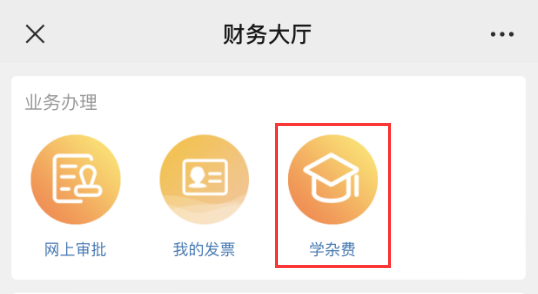 财务大厅
业务办理
网上审批
我的发票
学杂费